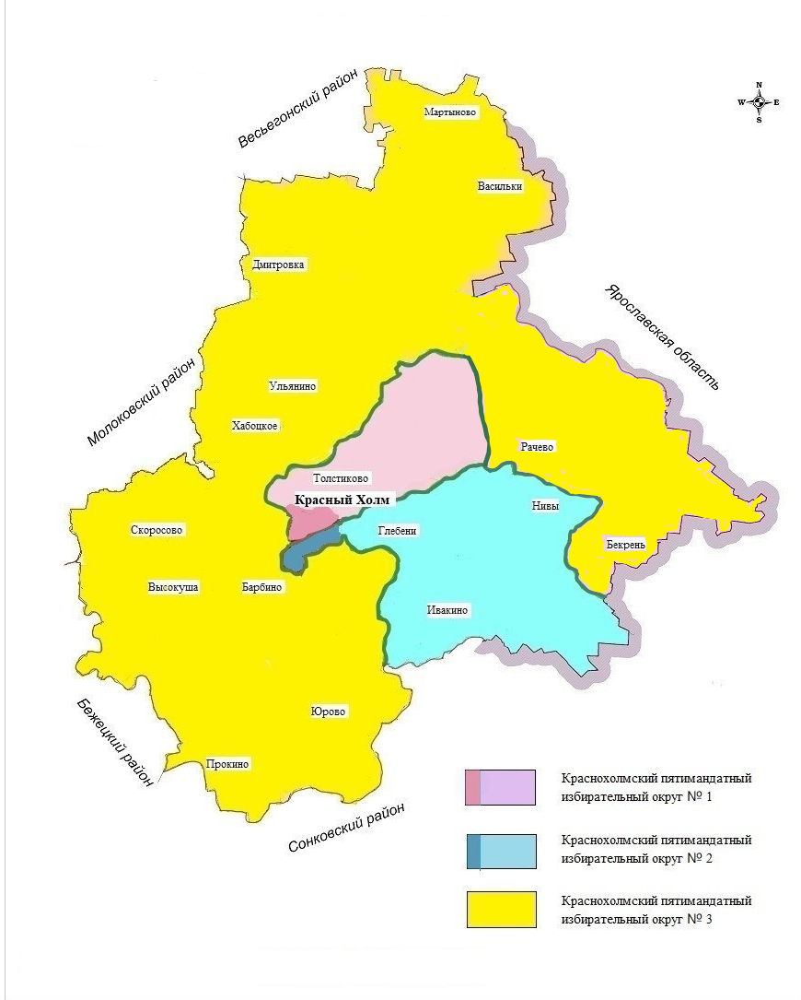 Весьегонский район
N
W
E
S
Мартыново
Васильки
Дмитровка
Ярославская область
Молоковский район
Ульянино
Хабоцкое
Рачево
Толстиково
Красный Холм
Нивы
Скоросово
Глебени
Бекрень
Высокуша
Барбино
Ивакино
Бежецкий район
Юрово
Прокино
Сонковский район
Краснохолмский пятимандатный
избирательный округ № 1
Краснохолмский пятимандатный
избирательный округ № 2
Краснохолмский пятимандатный
избирательный округ № 3